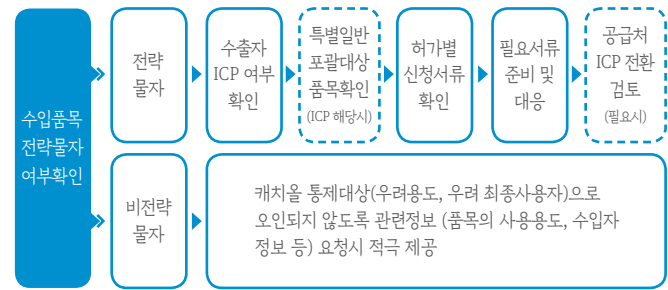 수입품목
전략물자
여부확인
전략
물자
수출자
ICP 여부
확인
특별일반
포괄대상
품목확인
(ICP 해당시)
허가별
신청서류
확인
필요서류
준비 및
대응
공급처
ICP 전환
검토
(필요시)
비전략
물자
캐치올 통제대상(우려용도, 우려 최종사용자)으로
오인되지 않도록 관련정보 (품목의 사용용도, 수입자
정보 등) 요청시 적극 제공